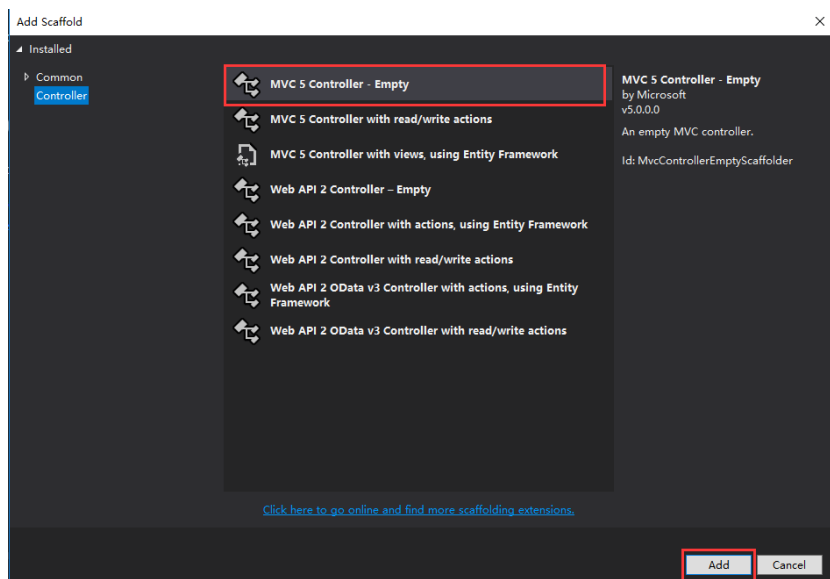 Add Scaffold
Installed
Common
Controller
MVC 5 Controller - Empty
MVC 5 Controller with read/write actions
MVC 5 Controller with views, using Entity Framework
Web API 2 Controller – Empty
Web API 2 Controller with actions, using Entity Framework
Web API 2 Controller with read/write actions
Web API 2 OData v3 Controller with actions, using Entity
Framework
Web API 2 OData v3 Controller with read/write actions
Click here to go online and find more scaffolding extensions.
MVC 5 Controller - Empty
by Microsoft
v5.0.0.0
An empty MVC controller.
Id: MvcControllerEmptyScaffolder
Add
Cancel